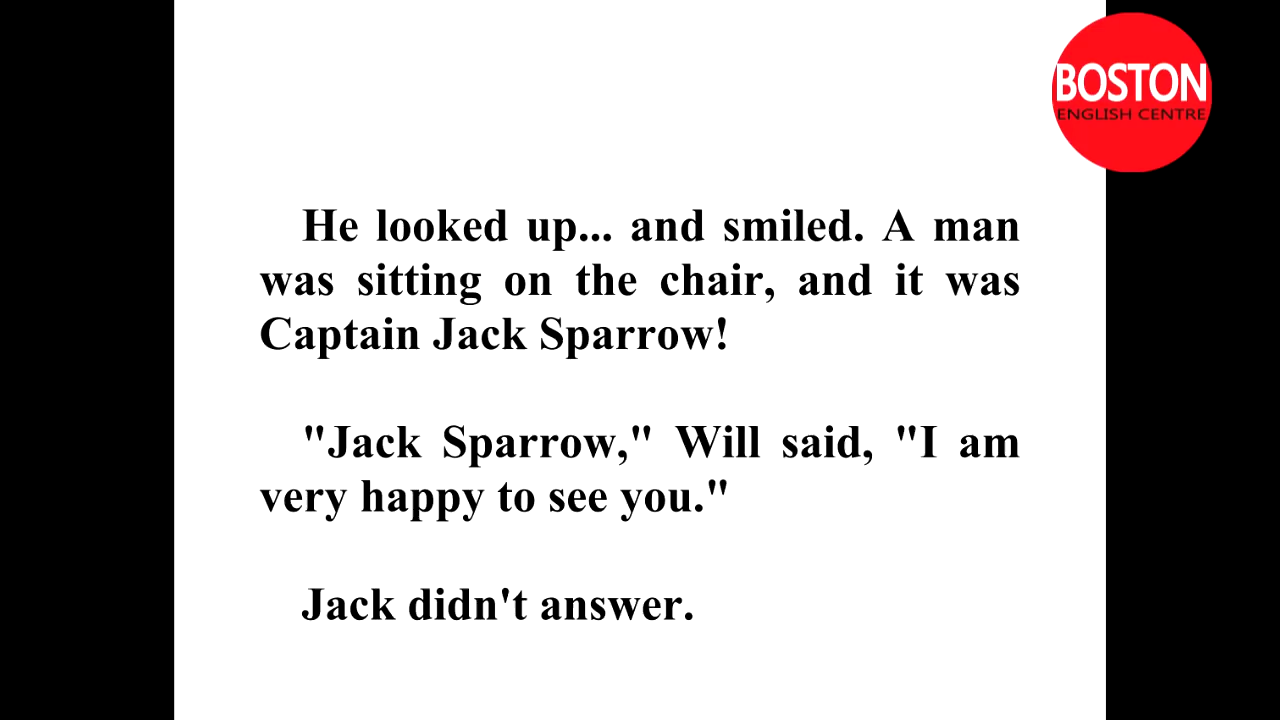 BOSTON
ENGLISH CENTRE
He looked up... and smiled. A man
was sitting on the chair, and it was
Captain Jack Sparrow!
"Jack Sparrow," Will said, "I am
very happy to see you."
Jack didn't answer.